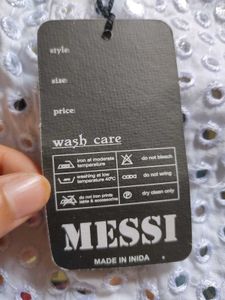 style:
size:
price:
wash care
iron at moderate temperature
do not bleach.
washing at low temperature 40°C
do not wring
do not iron prints lable & accessories
dry clean only
MESSI
MADE IN INIDA